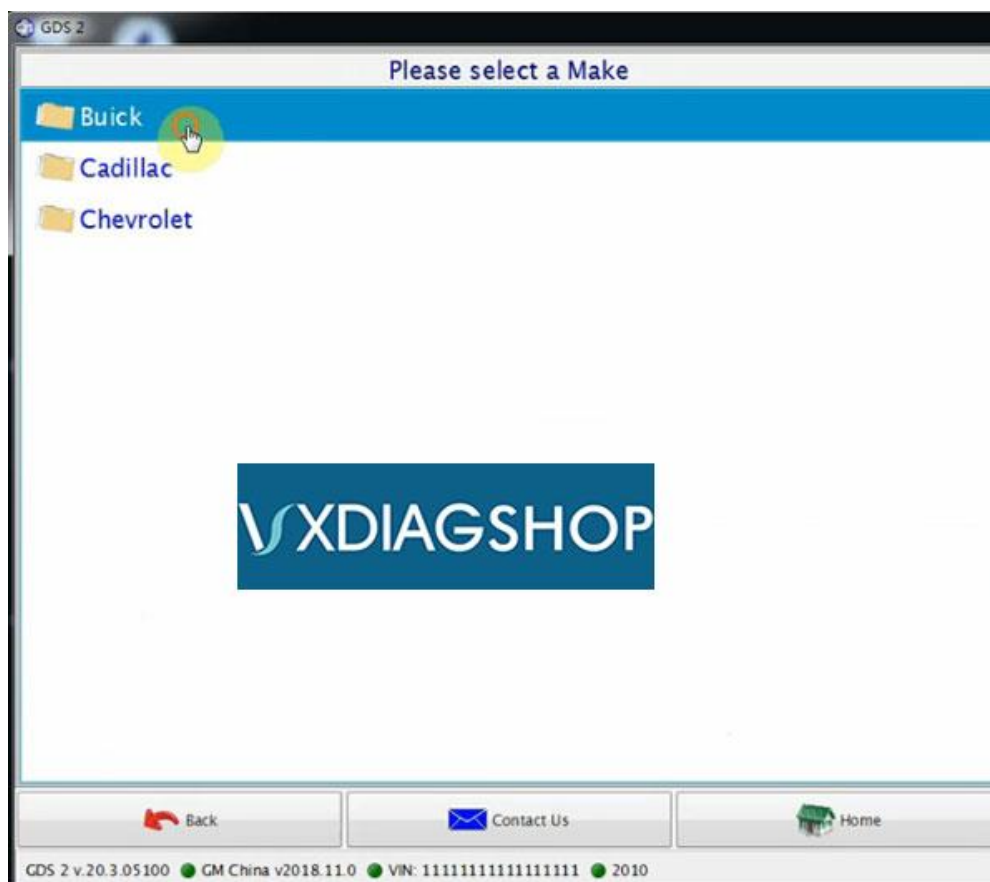 GDS 2
Please select a Make
Buick
Cadillac
Chevrolet
VXDIAGSHOP
Back Contact Us Home
GDS 2 v.20.3.05100 GM China v2018.11.0 VIN: 11111111111111111 2010